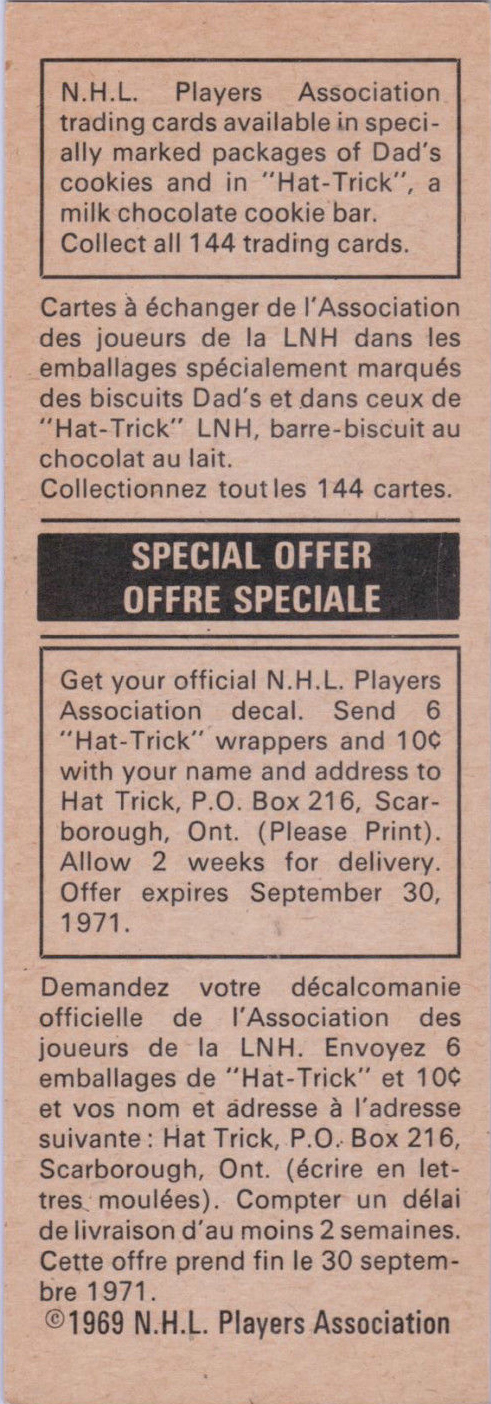 N.H.L. Players Association
trading cards available in speci-
ally marked packages of Dad's
cookies and in "Hat-Trick", a
milk chocolate cookie bar.
Collect all 144 trading cards.
Cartes à échanger de l'Association
des joueurs de la LNH dans les
emballages spécialement marqués
des biscuits Dad's et dans ceux de
"Hat-Trick" LNH, barre-biscuit au
chocolat au lait.
Collectionnez tout les 144 cartes.
SPECIAL OFFER
OFFRE SPECIALE
Get your official N.H.L. Players
Association decal. Send 6
"Hat-Trick" wrappers and 10¢
with your name and address to
Hat Trick, P.O. Box 216, Scar-
borough, Ont. (Please Print).
Allow 2 weeks for delivery.
Offer expires September 30,
1971.
Demandez votre décalcomanie
officielle de l'Association des
joueurs de la LNH. Envoyez 6
emballages de "Hat-Trick" et 10¢
et vos nom et adresse à l'adresse
suivante : Hat Trick, P.O. Box 216,
Scarborough, Ont. (écrire en let-
tres moulées). Compter un délai
de livraison d'au moins 2 semaines.
Cette offre prend fin le 30 septem-
bre 1971.
©1969 N.H.L. Players Association